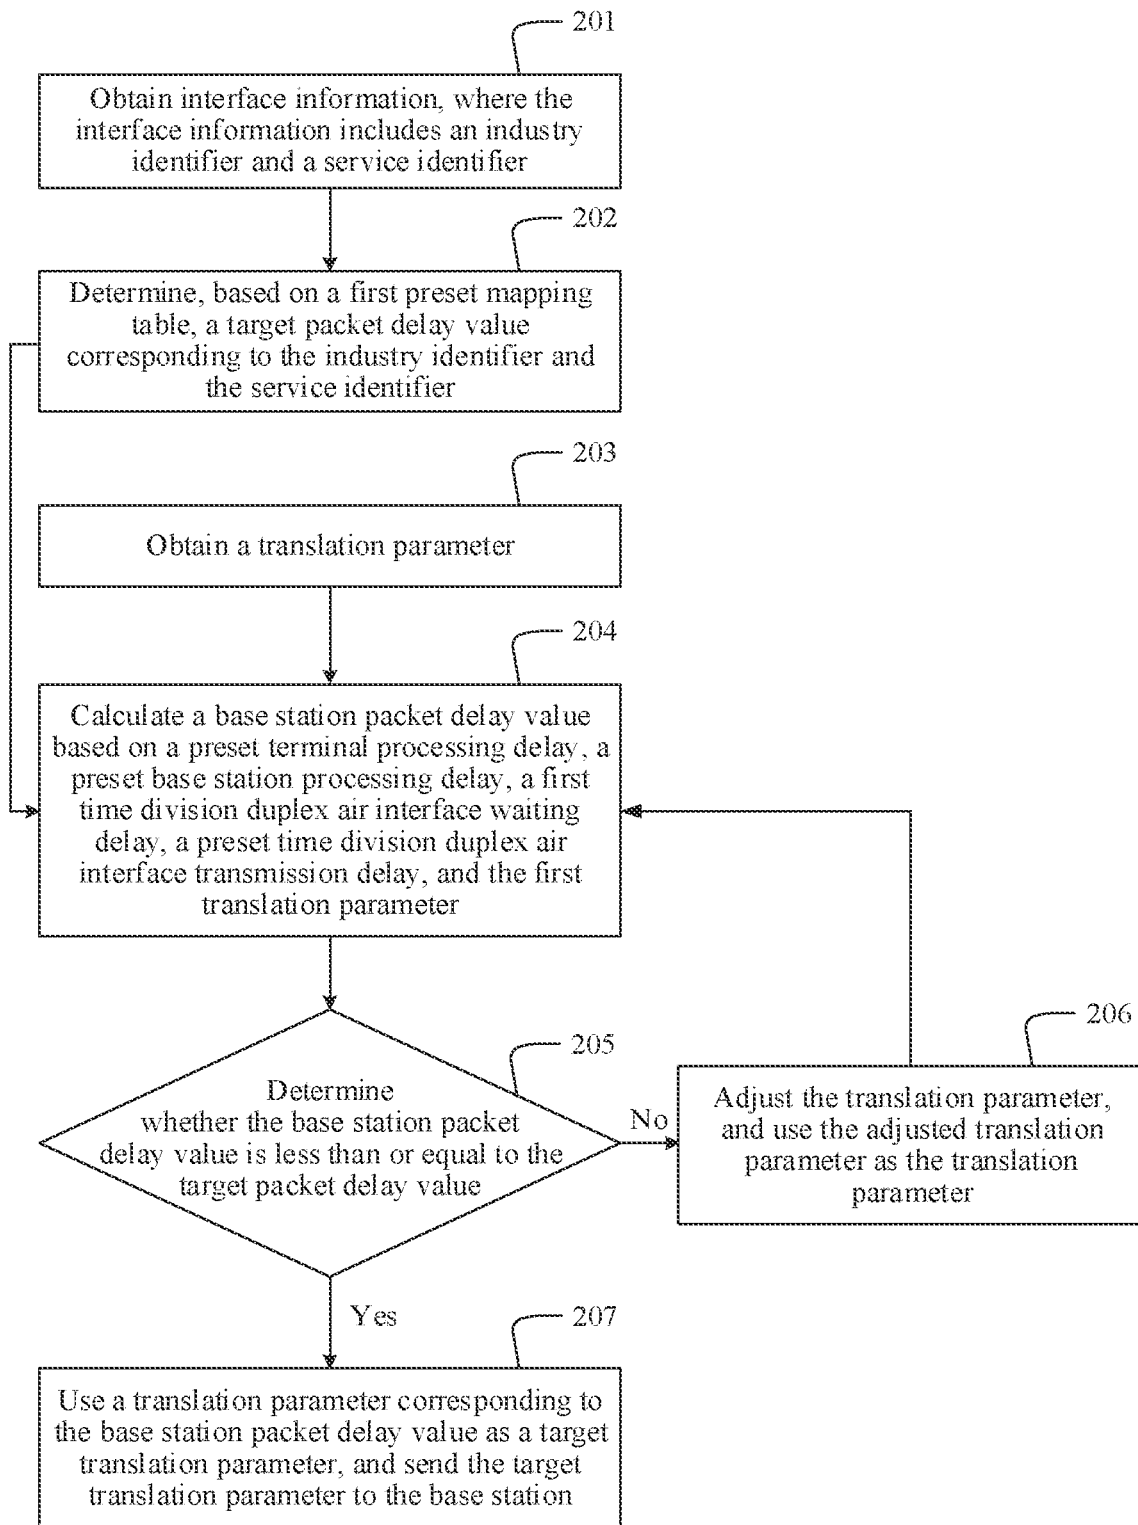 201
Obtain interface information, where the
interface information includes an industry
identifier and a service identifier
202
Determine, based on a first preset mapping
table, a target packet delay value
corresponding to the industry identifier and
the service identifier
203
Obtain a translation parameter
204
Calculate a base station packet delay value
based on a preset terminal processing delay, a
preset base station processing delay, a first
time division duplex air interface waiting
delay, a preset time division duplex air
interface transmission delay, and the first
translation parameter
205
Determine
whether the base station packet
delay value is less than or equal to the
target packet delay value
No
206
Adjust the translation parameter,
and use the adjusted translation
parameter as the translation
parameter
Yes
207
Use a translation parameter corresponding to
the base station packet delay value as a target
translation parameter, and send the target
translation parameter to the base station